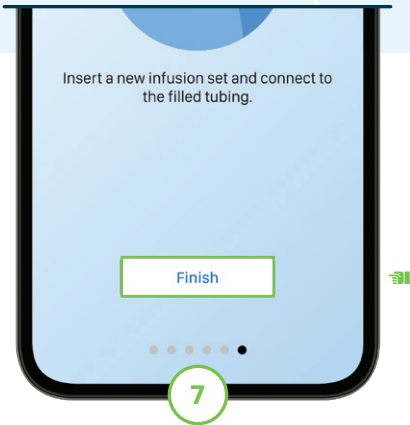 Insert a new infusion set and connect to
the filled tubing.
Finish
7